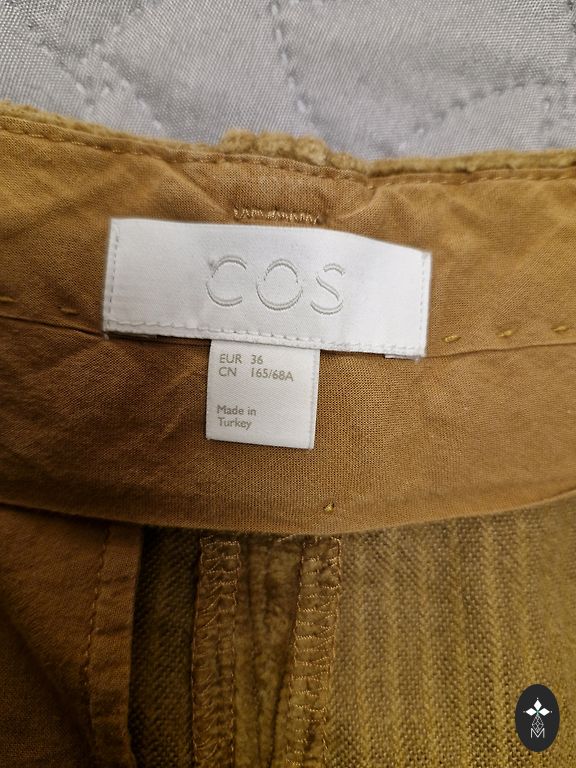 COS
EUR 36
CN 165/68A
Made in
Turkey
M